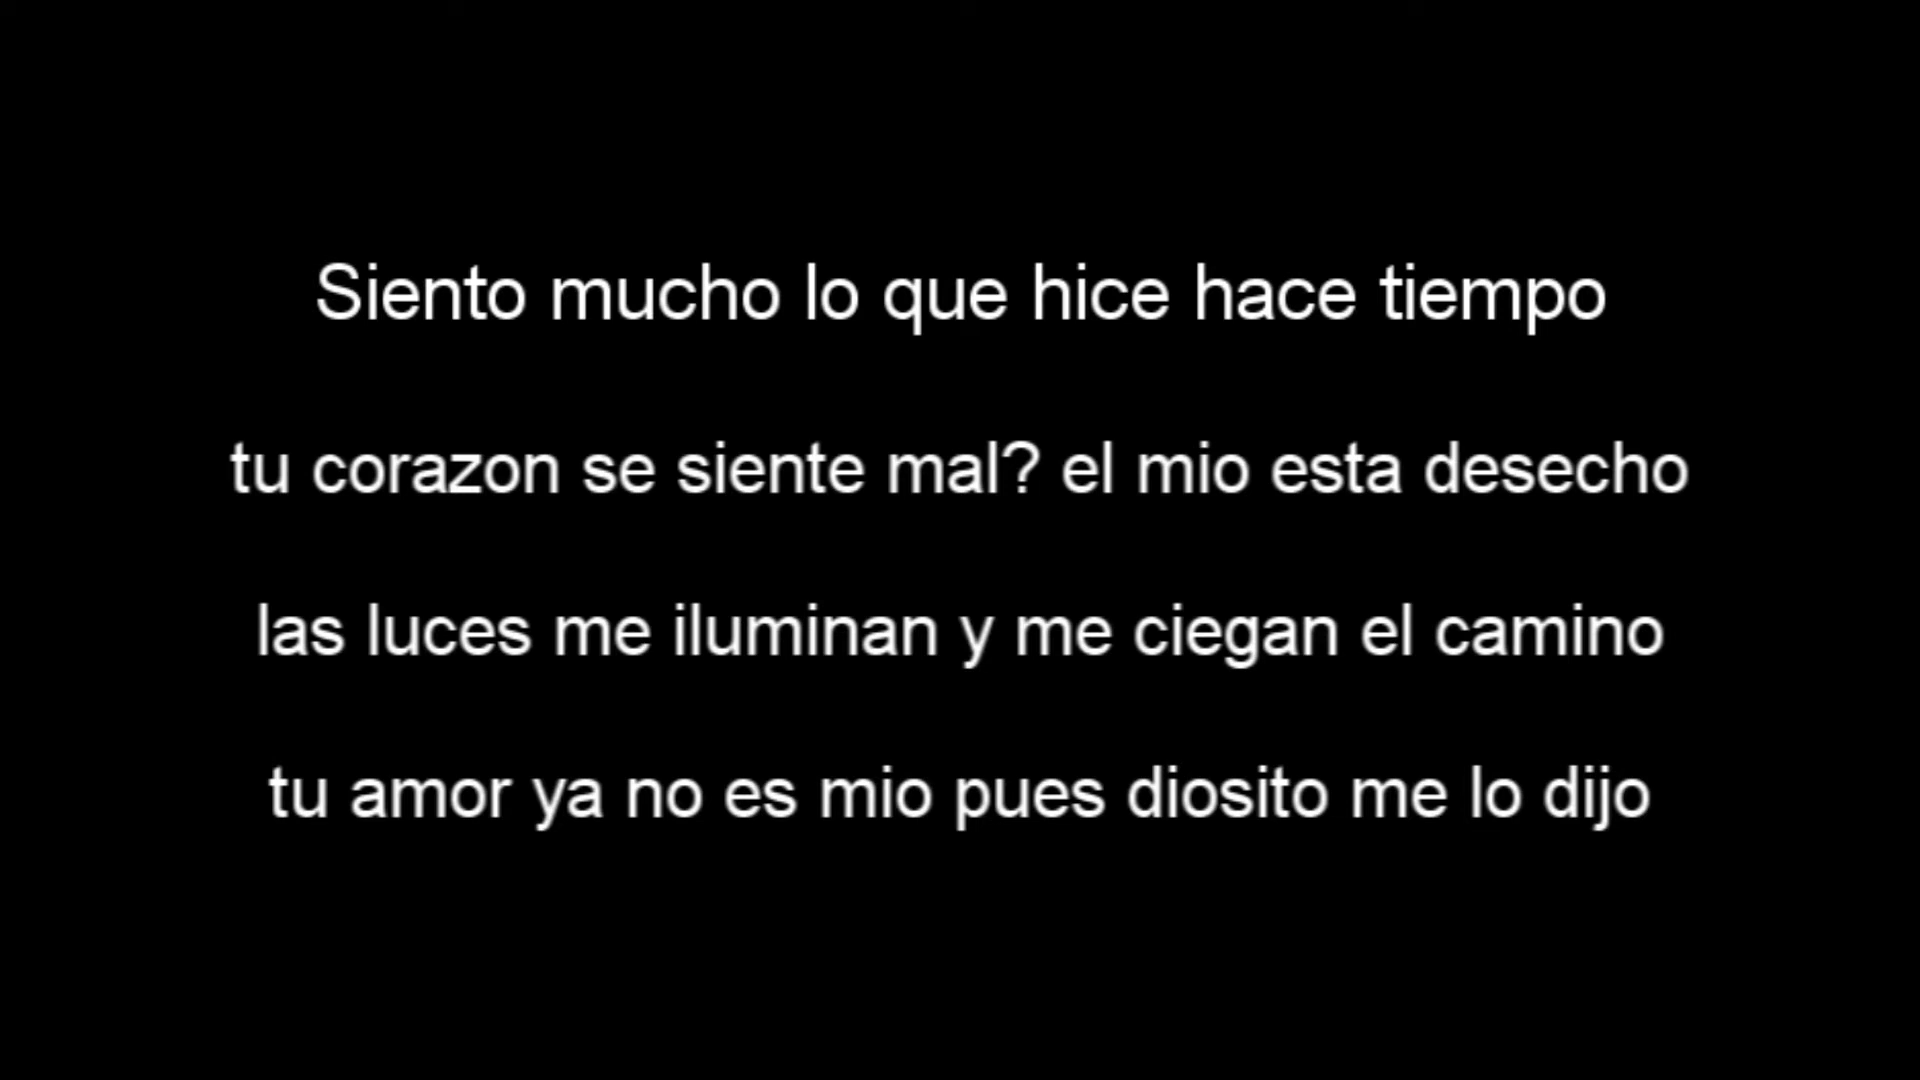 Siento mucho lo que hice hace tiempo
tu corazon se siente mal? el mio esta desecho
las luces me iluminan y me ciegan el camino
tu amor ya no es mio pues diosito me lo dijo